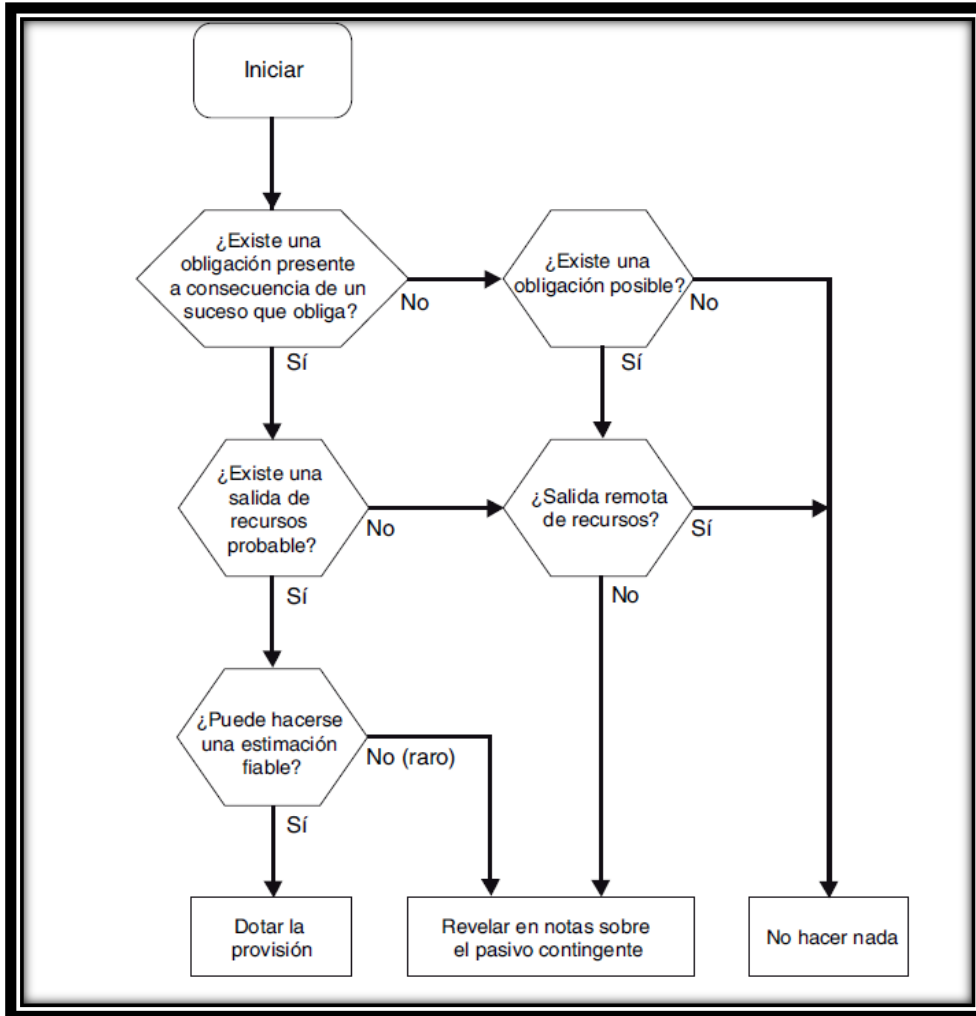 Iniciar
¿Existe una
obligación presente
a consecuencia de un
suceso que obliga?
No
¿Existe una
obligación posible?
No
Sí
Sí
¿Existe una
salida de
recursos
probable?
No
¿Salida remota
de recursos?
Sí
Sí
No
¿Puede hacerse
una estimación
fiable?
No (raro)
Sí
Dotar la
provisión
Revelar en notas sobre
el pasivo contingente
No hacer nada